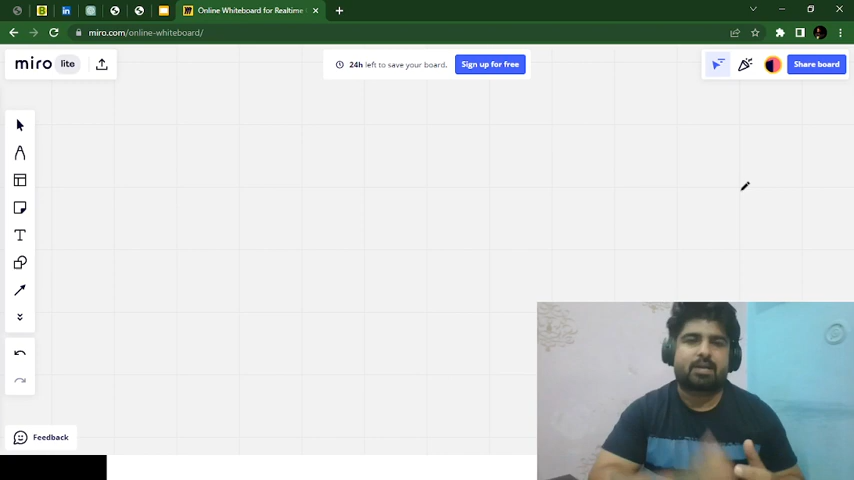 Online Whiteboard for Realtime
miro.com/online-whiteboard/
miro lite
24h left to save your board.
Sign up for free
Share board
T
Feedback